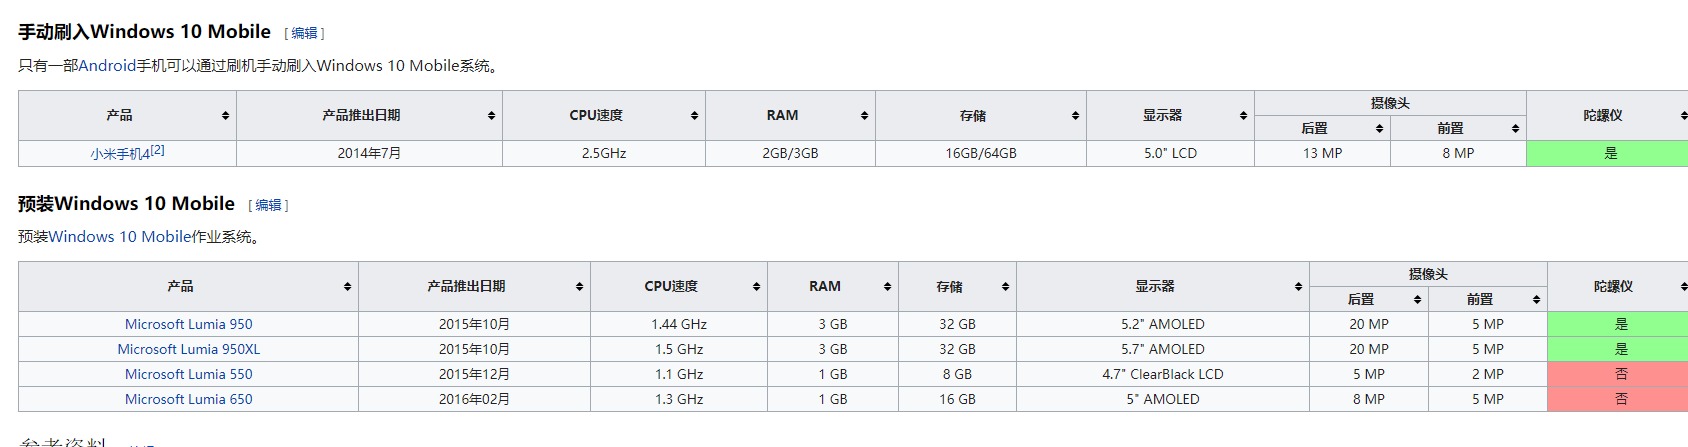 手动刷入Windows 10 Mobile [编辑]
只有一部Android手机可以通过刷机手动刷入Windows 10 Mobile系统。
产品 产品推出日期 CPU速度 RAM 存储 显示器 摄像头 陀螺仪
后置 前置
小米手机4[2] 2014年7月 2.5GHz 2GB/3GB 16GB/64GB 5.0" LCD 13 MP 8 MP 是
预装Windows 10 Mobile [编辑]
预装Windows 10 Mobile作业系统。
产品 产品推出日期 CPU速度 RAM 存储 显示器 摄像头 陀螺仪
后置 前置
Microsoft Lumia 950 2015年10月 1.44 GHz 3 GB 32 GB 5.2" AMOLED 20 MP 5 MP 是
Microsoft Lumia 950XL 2015年10月 1.5 GHz 3 GB 32 GB 5.7" AMOLED 20 MP 5 MP 是
Microsoft Lumia 550 2015年12月 1.1 GHz 1 GB 8 GB 4.7" ClearBlack LCD 5 MP 2 MP 否
Microsoft Lumia 650 2016年02月 1.3 GHz 1 GB 16 GB 5" AMOLED 8 MP 5 MP 否
参考资料